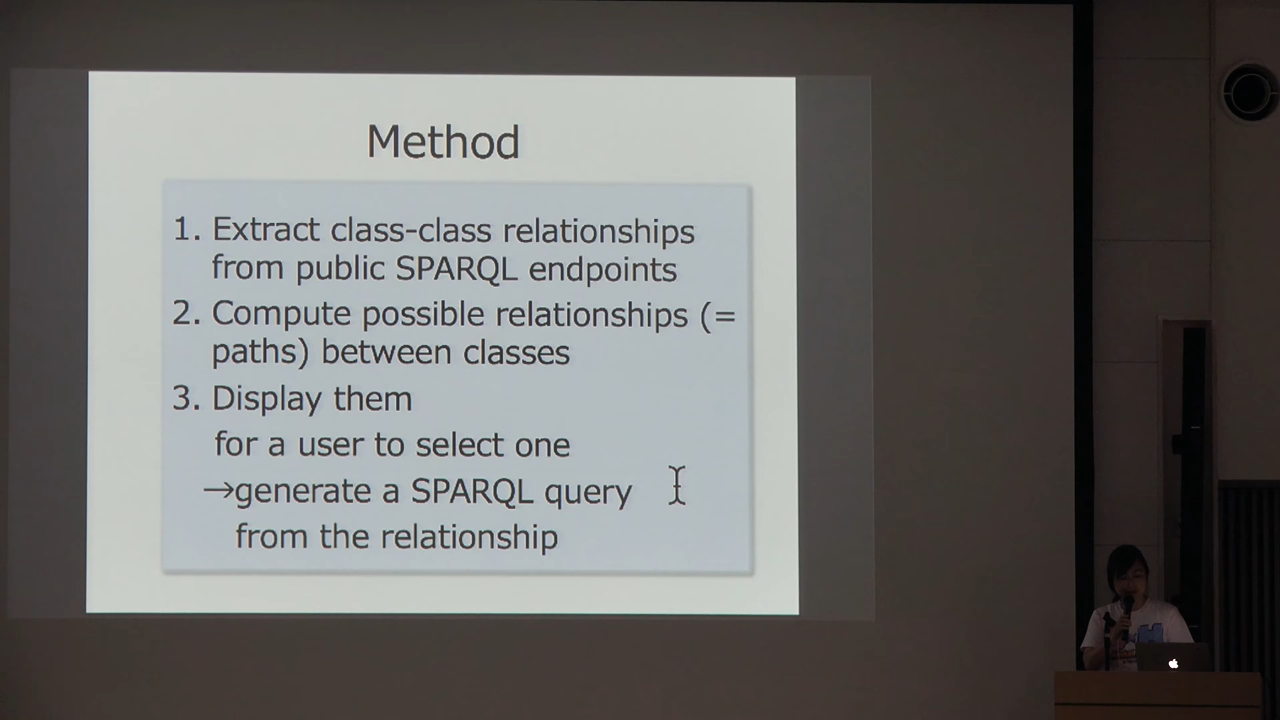 Method
1. Extract class-class relationships
from public SPARQL endpoints
2. Compute possible relationships (=
paths) between classes
3. Display them
for a user to select one
→generate a SPARQL query
from the relationship